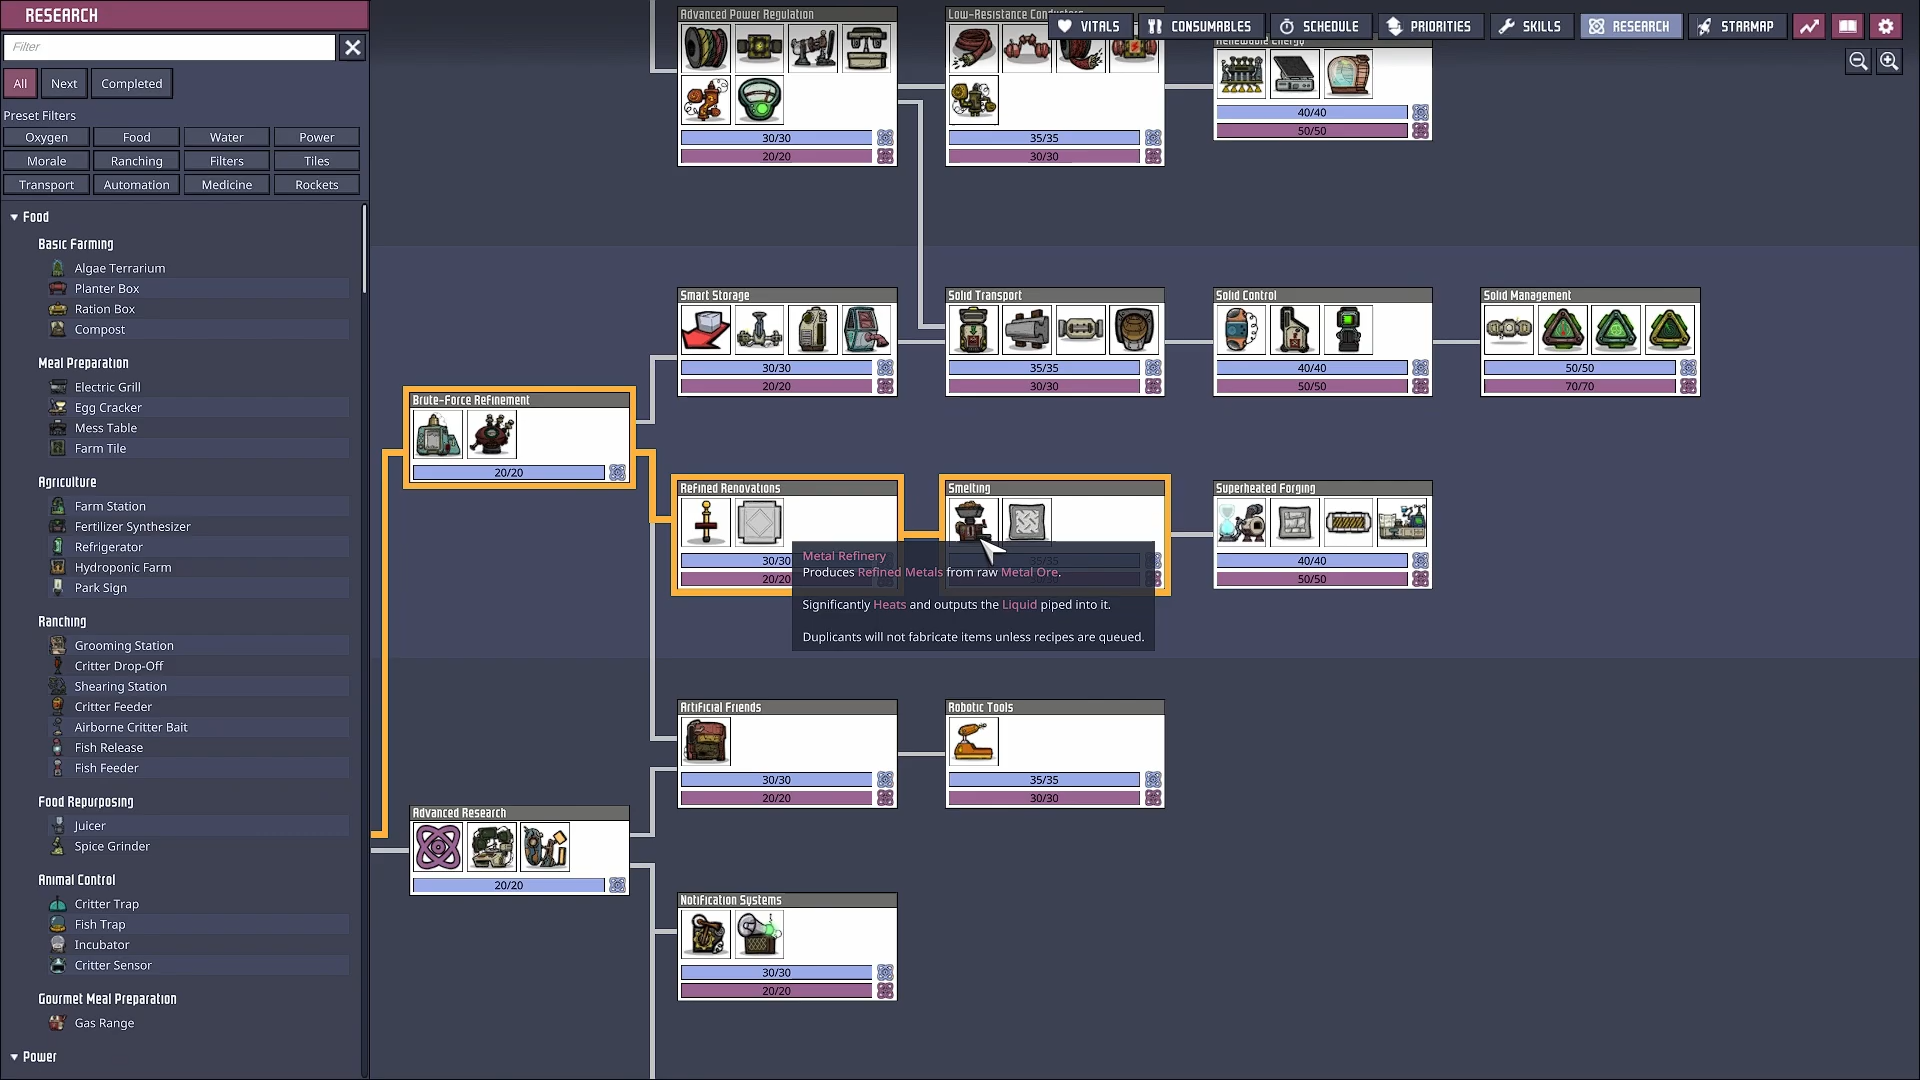 RESEARCH
Filter
All
Next
Completed
Preset Filters
Oxygen
Food
Water
Power
Morale
Ranching
Filters
Tiles
Transport
Automation
Medicine
Rockets
Food
Basic Farming
Algae Terrarium
Planter Box
Ration Box
Compost
Meal Preparation
Electric Grill
Egg Cracker
Mess Table
Farm Tile
Agriculture
Farm Station
Fertilizer Synthesizer
Refrigerator
Hydroponic Farm
Park Sign
Ranching
Grooming Station
Critter Drop-Off
Shearing Station
Critter Feeder
Airborne Critter Bait
Fish Release
Fish Feeder
Food Repurposing
Juicer
Spice Grinder
Animal Control
Critter Trap
Fish Trap
Incubator
Critter Sensor
Gourmet Meal Preparation
Gas Range
Power
VITALS
CONSUMABLES
SCHEDULE
PRIORITIES
SKILLS
RESEARCH
STARMAP
Advanced Power Regulation
30/30
20/20
Low-Resistance Conductors
35/35
30/30
Renewable Energy
40/40
50/50
Smart Storage
30/30
20/20
Solid Transport
35/35
30/30
Solid Control
40/40
50/50
Solid Management
50/50
70/70
Brute-Force Refinement
20/20
Refined Renovations
30/30
20/20
Smelting
35/35
Superheated Forging
40/40
50/50
Metal Refinery
Produces Refined Metals from raw Metal Ore.
Significantly Heats and outputs the Liquid piped into it.
Duplicants will not fabricate items unless recipes are queued.
Artificial Friends
30/30
20/20
Robotic Tools
35/35
30/30
Advanced Research
20/20
Notification Systems
30/30
20/20